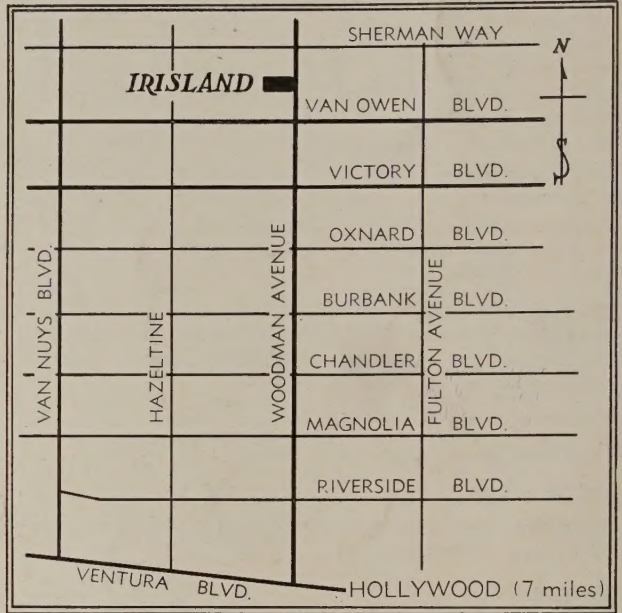 SHERMAN WAY
N
IRISLAND
VAN OWEN BLVD.
S
VICTORY BLVD.
OXNARD BLVD.
BURBANK BLVD.
CHANDLER BLVD.
MAGNOLIA BLVD.
RIVERSIDE BLVD.
VAN NUYS BLVD.
HAZELTINE
WOODMAN AVENUE
FULTON AVENUE
VENTURA BLVD.
HOLLYWOOD (7 miles)